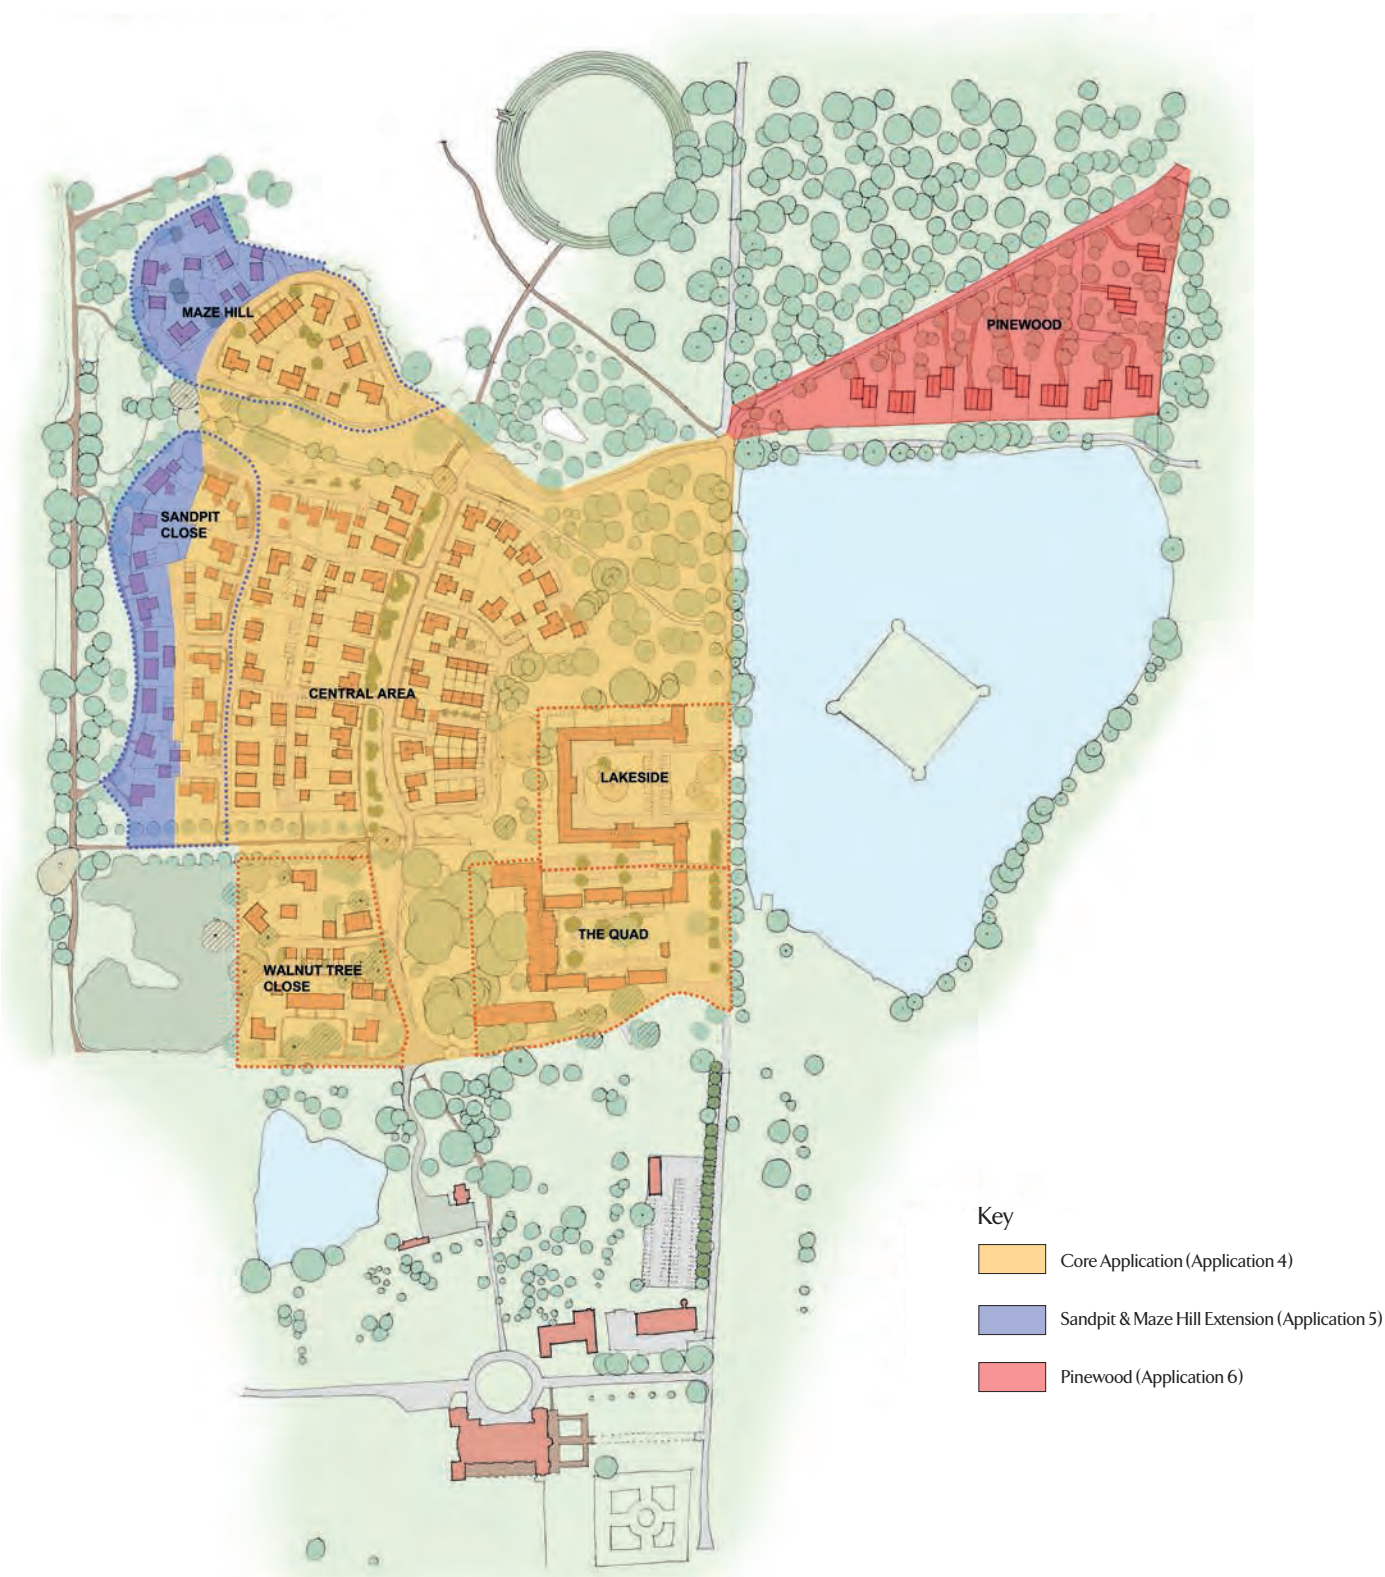 MAZE HILL
PINEWOOD
SANDPIT
CLOSE
CENTRAL AREA
LAKESIDE
THE QUAD
WALNUT TREE
CLOSE
Key
Core Application (Application 4)
Sandpit & Maze Hill Extension (Application 5)
Pinewood (Application 6)